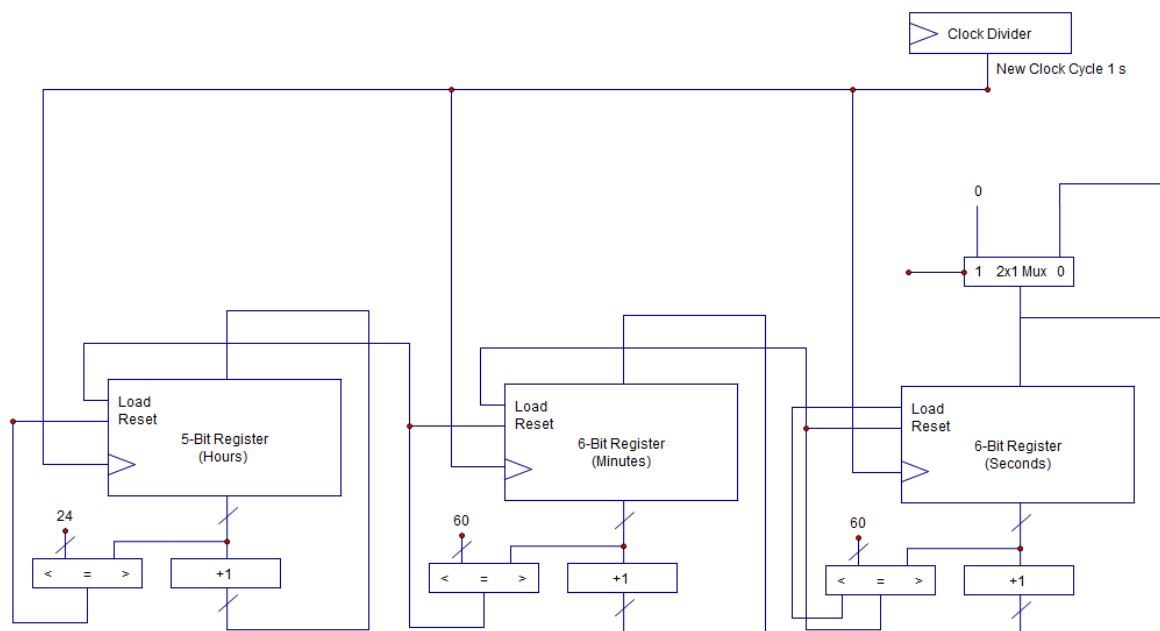 Clock Divider
New Clock Cycle 1 s
0
1 2x1 Mux 0
Load
Reset
5-Bit Register
(Hours)
Load
Reset
6-Bit Register
(Minutes)
Load
Reset
6-Bit Register
(Seconds)
24
< = >
+1
60
< = >
+1
60
< = >
+1